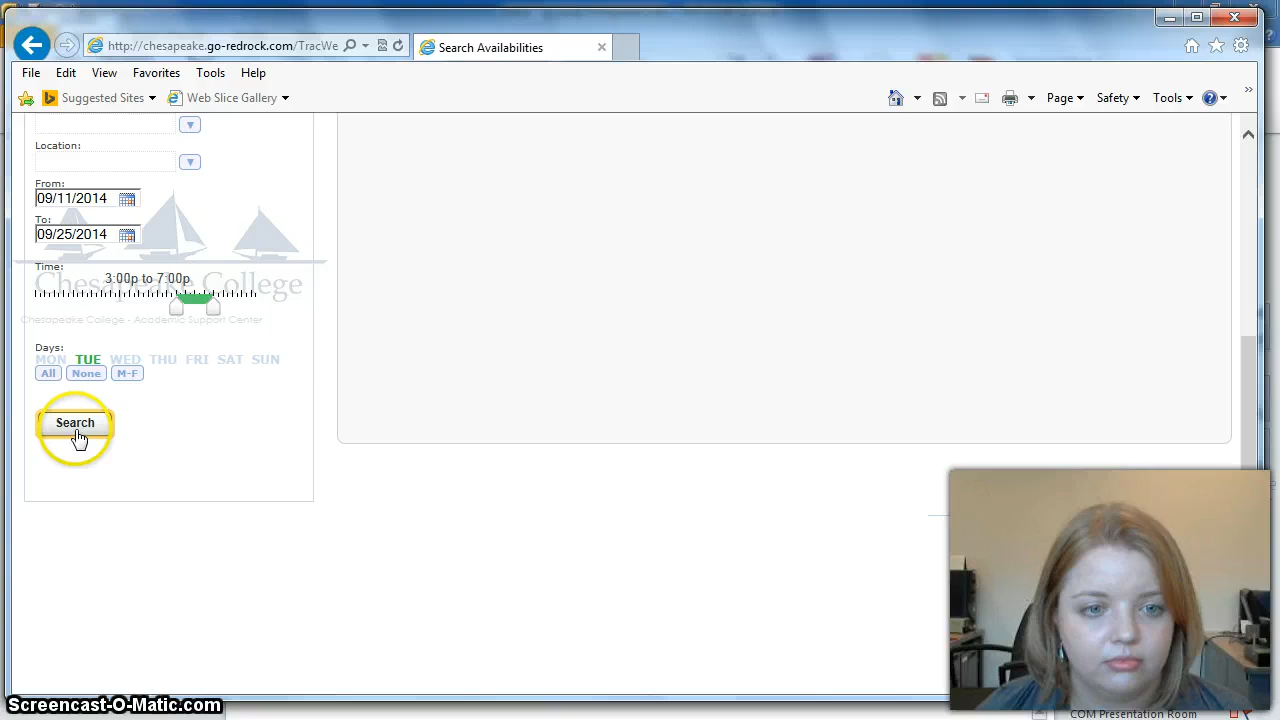 http://chesapeake.go-redrock.com/TracWe
Search Availabilities
File Edit View Favorites Tools Help
Suggested Sites Web Slice Gallery
Page Safety Tools
Location:
From:
09/11/2014
To:
09/25/2014
Time:
3:00p to 7:00p
Chesapeake College
Chesapeake College - Academic Support Center
Days:
MON TUE WED THU FRI SAT SUN
All None M-F
Search
Screencast-O-Matic.com
COM Presentation Room